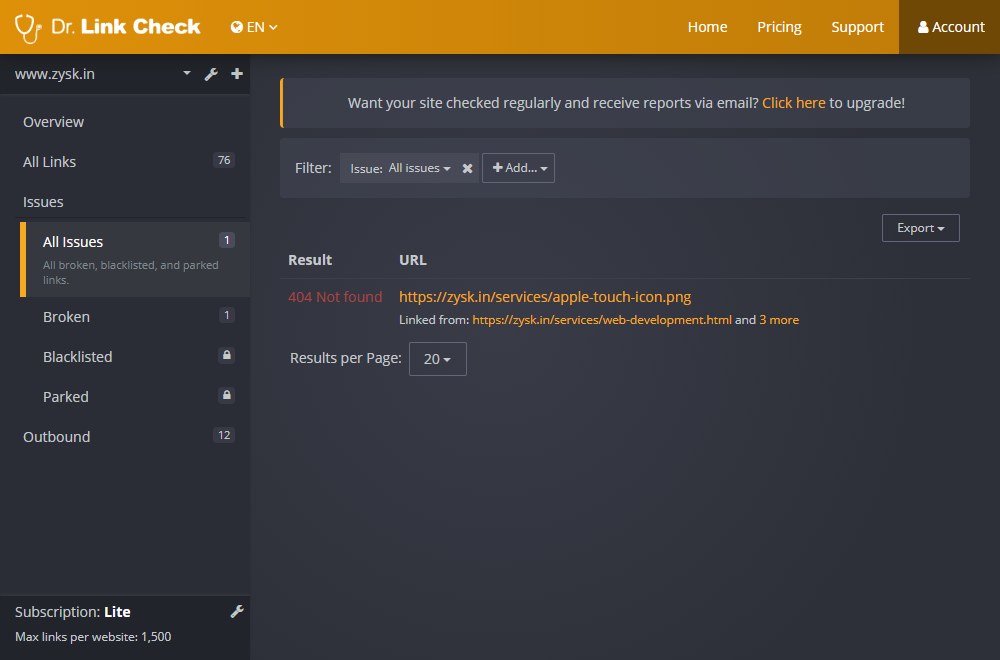 Dr. Link Check
EN
Home
Pricing
Support
Account
www.zysk.in
Overview
All Links 76
Issues
All Issues 1
All broken, blacklisted, and parked
links.
Broken 1
Blacklisted
Parked
Outbound 12
Subscription: Lite
Max links per website: 1,500
Want your site checked regularly and receive reports via email? Click here to upgrade!
Filter: Issue: All issues Add...
Export
Result URL
404 Not found https://zysk.in/services/apple-touch-icon.png
Linked from: https://zysk.in/services/web-development.html and 3 more
Results per Page: 20